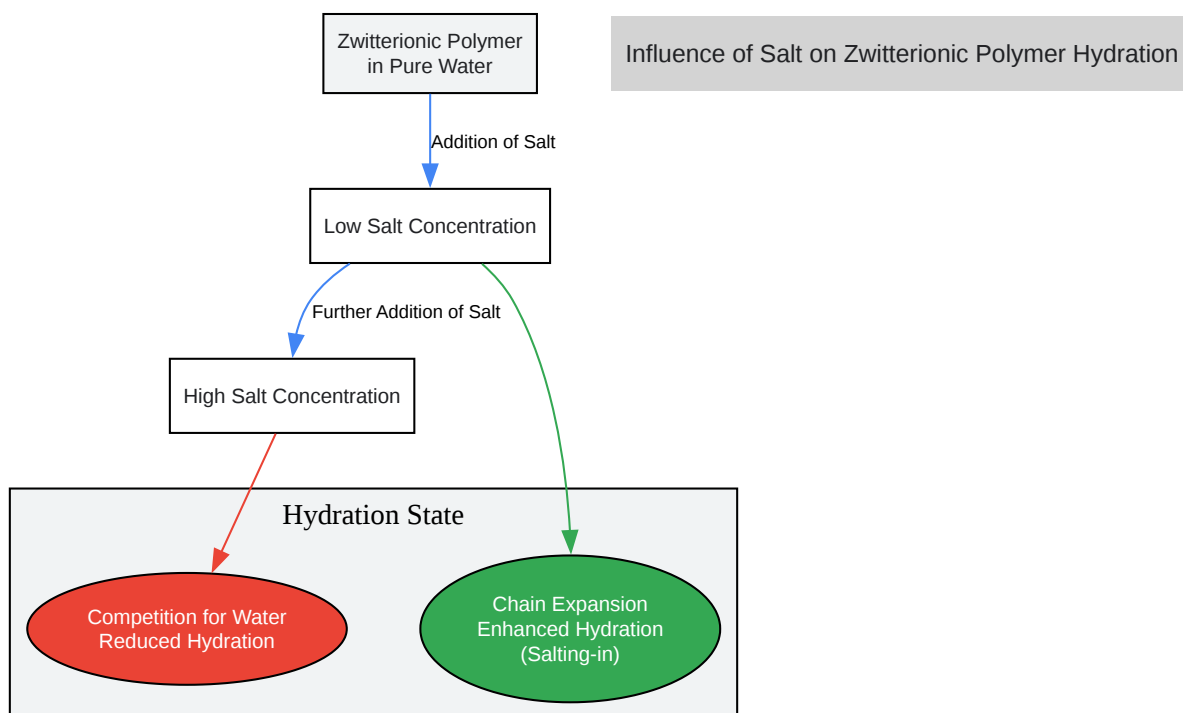 Zwitterionic Polymer
in Pure Water
Influence of Salt on Zwitterionic Polymer Hydration
Addition of Salt
Low Salt Concentration
Further Addition of Salt
High Salt Concentration
Hydration State
Competition for Water
Reduced Hydration
Chain Expansion
Enhanced Hydration
(Salting-in)